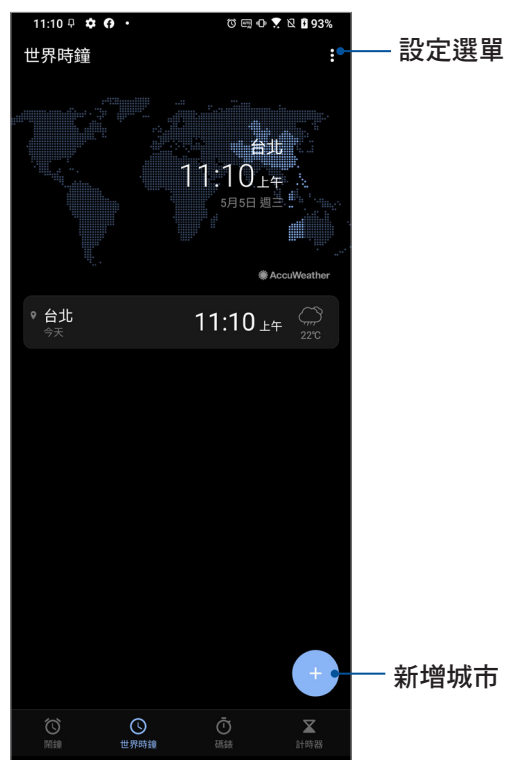 11:10 93%
世界時鐘
設定選單
台北
11:10上午
5月5日 週三
AccuWeather
台北 11:10 上午
今天 22°C
新增城市
鬧鐘 世界時鐘 碼錶 計時器